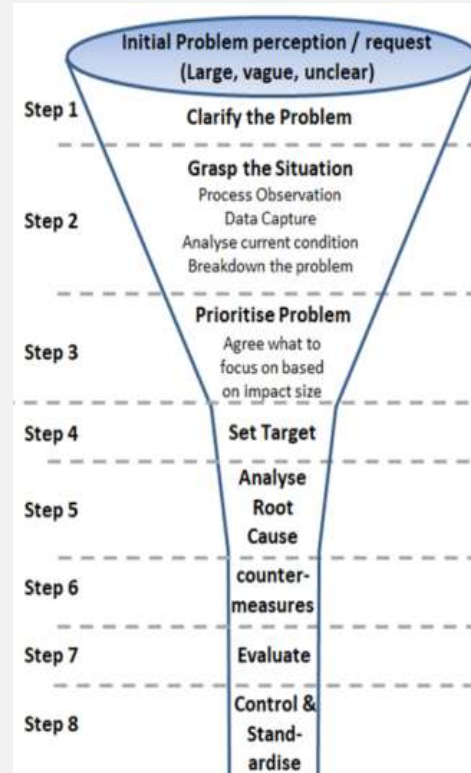 Initial Problem perception / request
(Large, vague, unclear)
Step 1
Clarify the Problem
Step 2
Grasp the Situation
Process Observation
Data Capture
Analyse current condition
Breakdown the problem
Step 3
Prioritise Problem
Agree what to
focus on based
on impact size
Step 4
Set Target
Step 5
Analyse
Root
Cause
Step 6
counter-
measures
Step 7
Evaluate
Step 8
Control &
Stand-
ardise